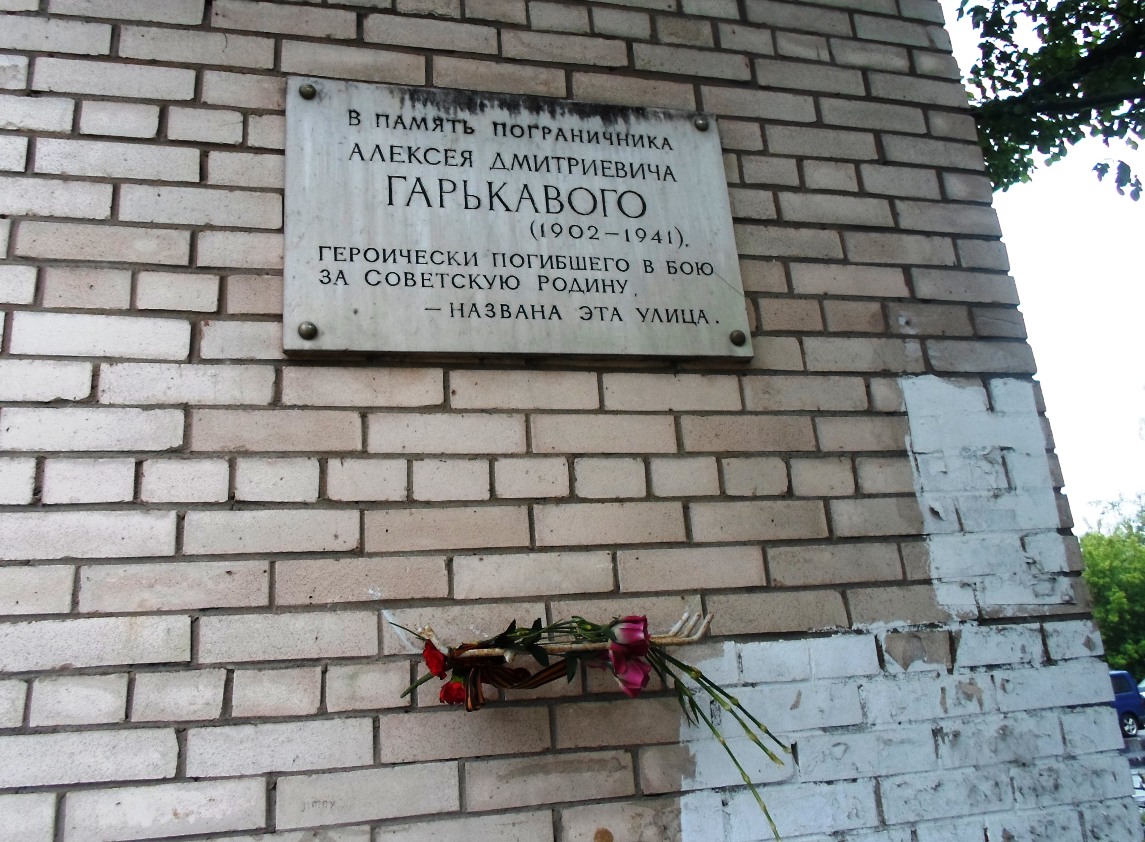 В ПАМЯТЬ ПОГРАНИЧНИКА
АЛЕКСЕЯ ДМИТРИЕВИЧА
ГАРЬКАВОГО
(1902–1941).
ГЕРОИЧЕСКИ ПОГИБШЕГО В БОЮ
ЗА СОВЕТСКУЮ РОДИНУ,
– НАЗВАНА ЭТА УЛИЦА.